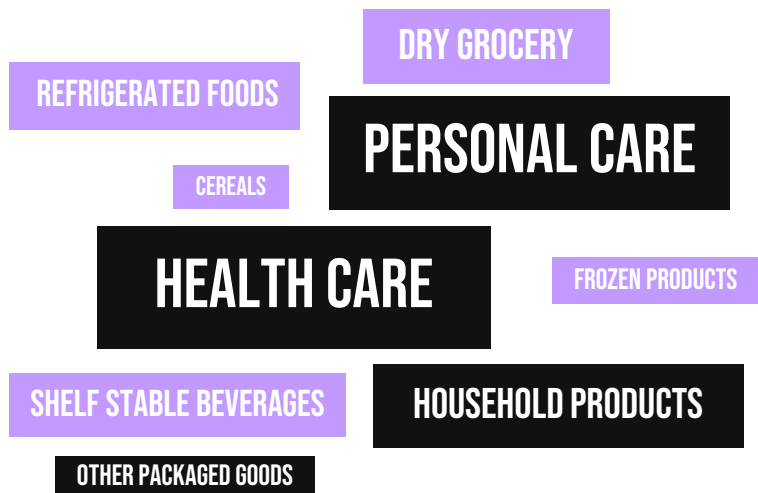 DRY GROCERY
REFRIGERATED FOODS
PERSONAL CARE
CEREALS
HEALTH CARE
FROZEN PRODUCTS
SHELF STABLE BEVERAGES
HOUSEHOLD PRODUCTS
OTHER PACKAGED GOODS